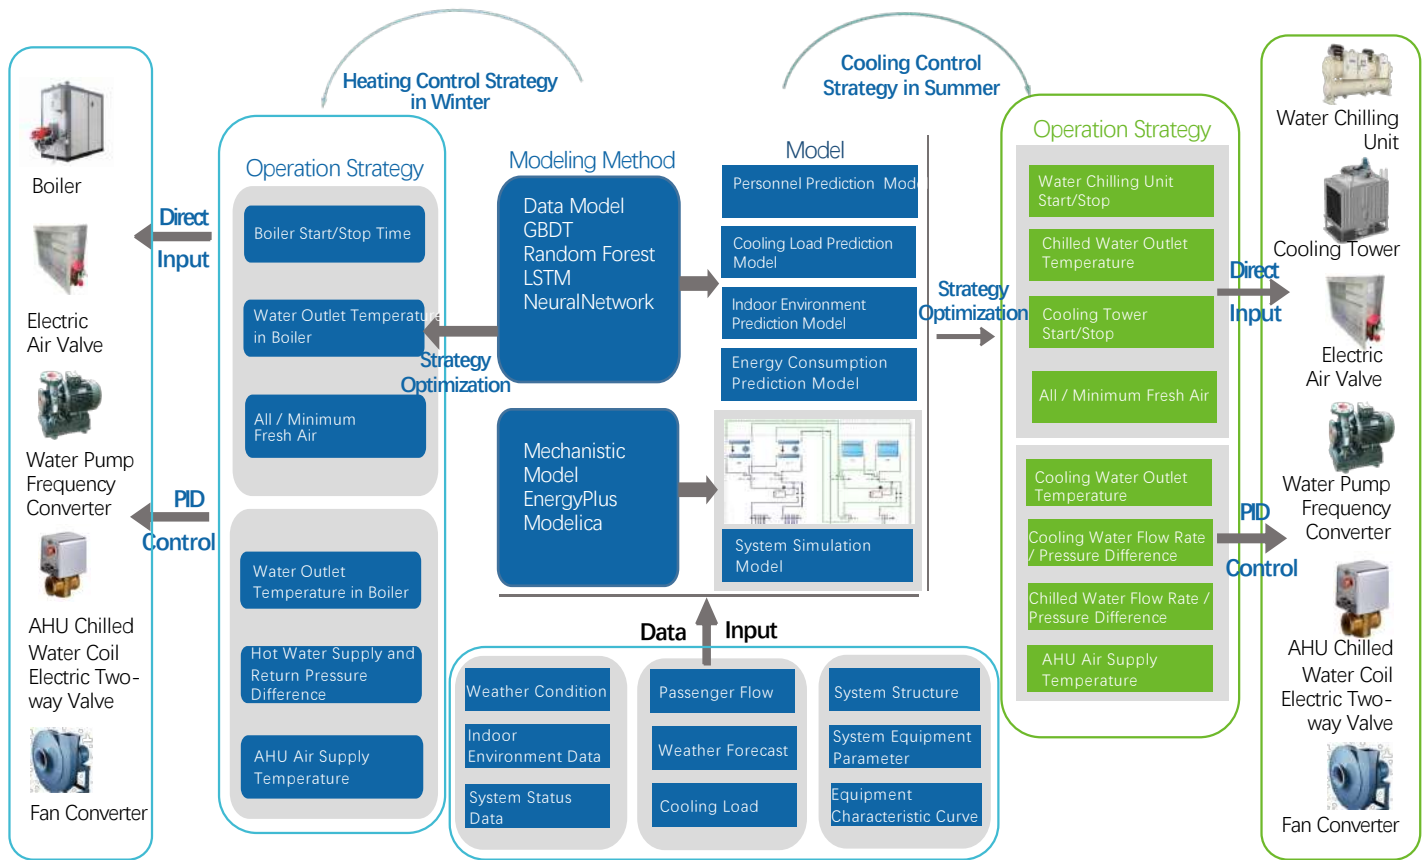 Heating Control Strategy
in Winter
Cooling Control
Strategy in Summer
Boiler
Electric
Air Valve
Water Pump
Frequency
Converter
AHU Chilled
Water Coil
Electric Two-
way Valve
Fan Converter
Direct
Input
PID
Control
Operation Strategy
Boiler Start/Stop Time
Water Outlet Temperature
in Boiler
All / Minimum
Fresh Air
Water Outlet
Temperature in Boiler
Hot Water Supply and
Return Pressure
Difference
AHU Air Supply
Temperature
Strategy
Optimization
Modeling Method
Data Model
GBDT
Random Forest
LSTM
NeuralNetwork
Mechanistic
Model
EnergyPlus
Modelica
Model
Personnel Prediction Model
Cooling Load Prediction
Model
Indoor Environment
Prediction Model
Energy Consumption
Prediction Model
System Simulation
Model
Data Input
Weather Condition
Indoor
Environment Data
System Status
Data
Passenger Flow
Weather Forecast
Cooling Load
System Structure
System Equipment
Parameter
Equipment
Characteristic Curve
Strategy
Optimization
Operation Strategy
Water Chilling Unit
Start/Stop
Chilled Water Outlet
Temperature
Cooling Tower
Start/Stop
All / Minimum Fresh Air
Cooling Water Outlet
Temperature
Cooling Water Flow Rate
/ Pressure Difference
Chilled Water Flow Rate /
Pressure Difference
AHU Air Supply
Temperature
Direct
Input
PID
Control
Water Chilling
Unit
Cooling Tower
Electric
Air Valve
Water Pump
Frequency
Converter
AHU Chilled
Water Coil
Electric Two-
way Valve
Fan Converter